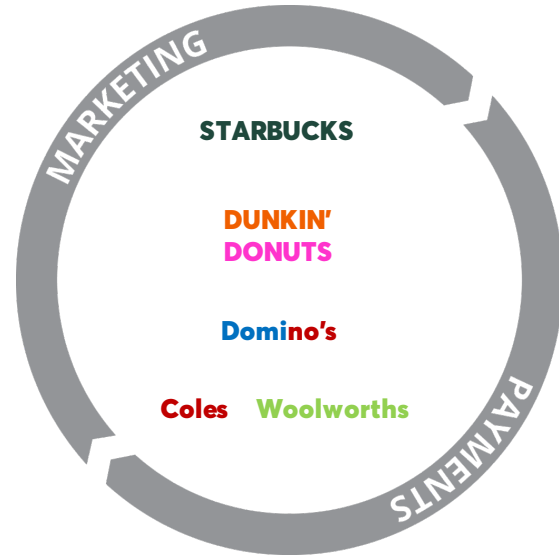 MARKETING
STARBUCKS
DUNKIN'
DONUTS
Domino's
Coles Woolworths
PAYMENTS